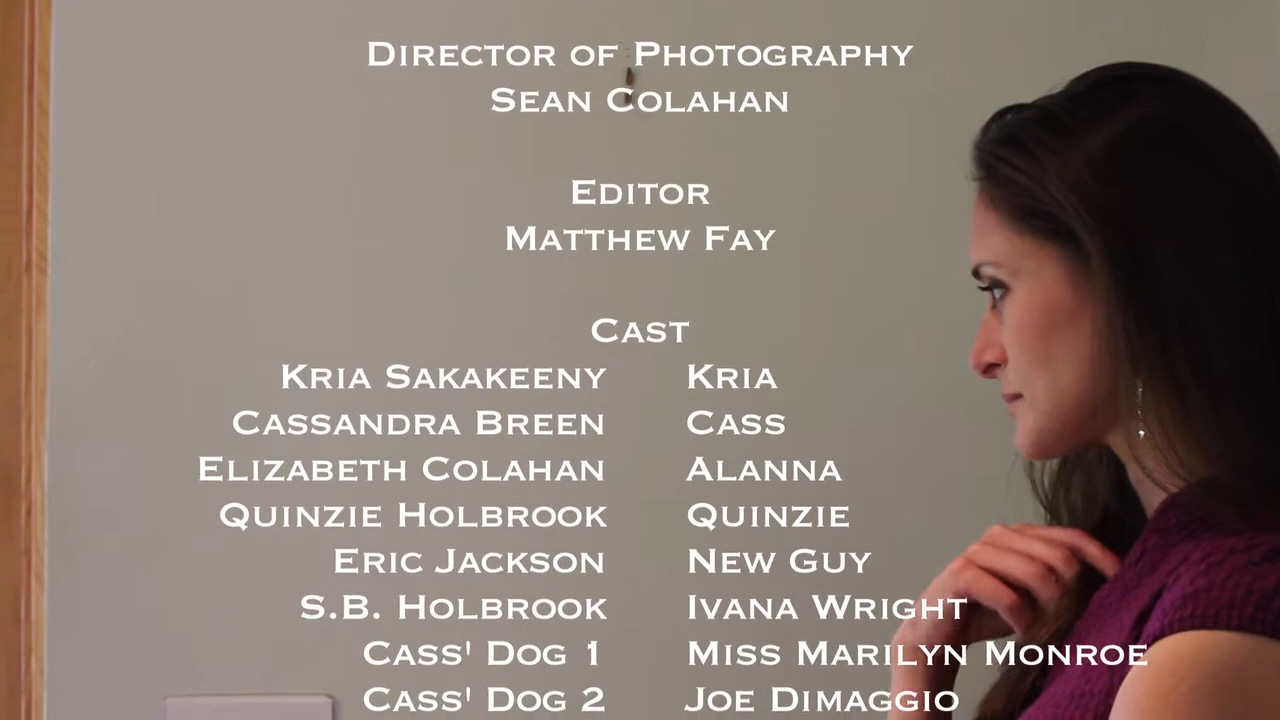 Director of Photography
Sean Colahan
Editor
Matthew Fay
Cast
Kria Sakakeeny Kria
Cassandra Breen Cass
Elizabeth Colahan Alanna
Quinzie Holbrook Quinzie
Eric Jackson New Guy
S.B. Holbrook Ivana Wright
Cass' Dog 1 Miss Marilyn Monroe
Cass' Dog 2 Joe Dimaggio